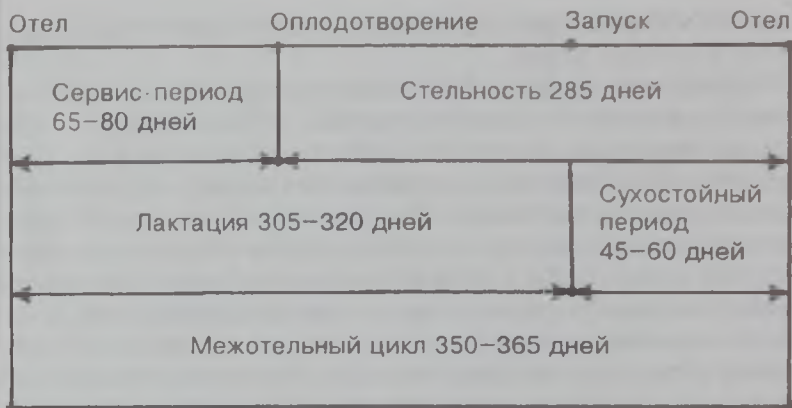 Отел Оплодотворение Запуск Отел
Сервис-период
65–80 дней
Стельность 285 дней
Лактация 305–320 дней
Сухостойный
период
45–60 дней
Межотельный цикл 350–365 дней